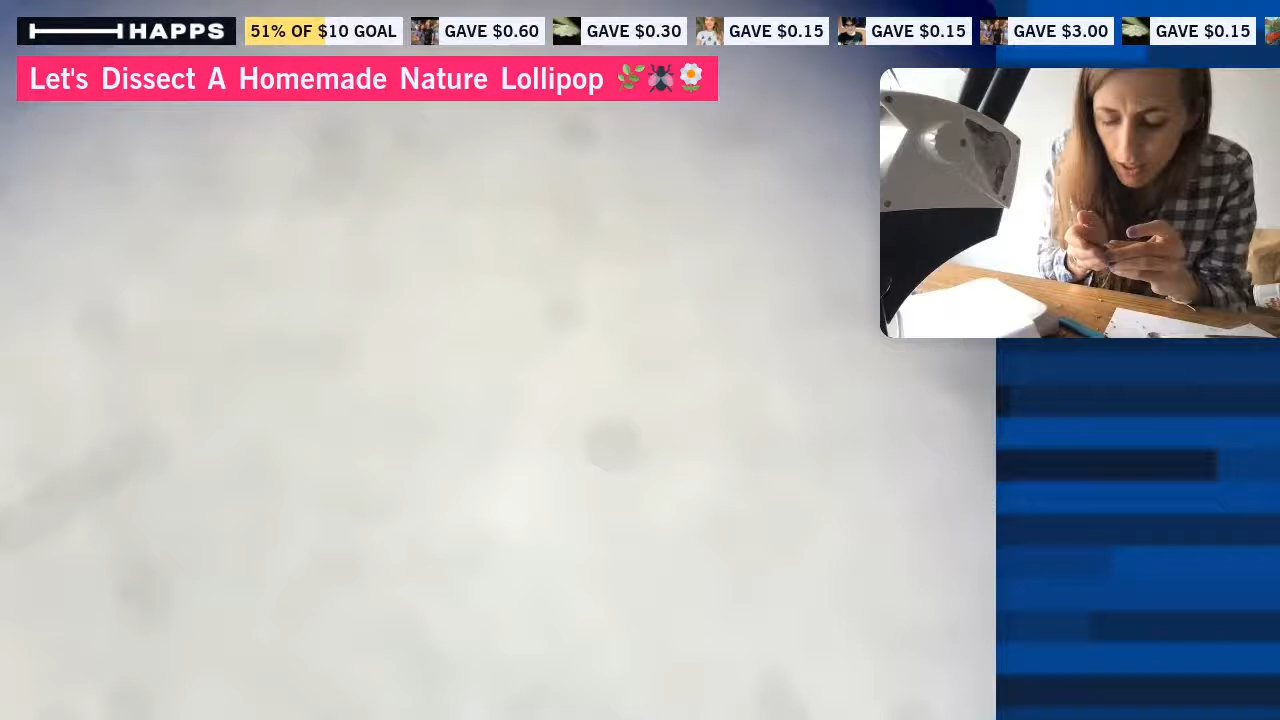 HAPPS 51% OF $10 GOAL GAVE $0.60 GAVE $0.30 GAVE $0.15 GAVE $0.15 GAVE $3.00 GAVE $0.15
Let's Dissect A Homemade Nature Lollipop